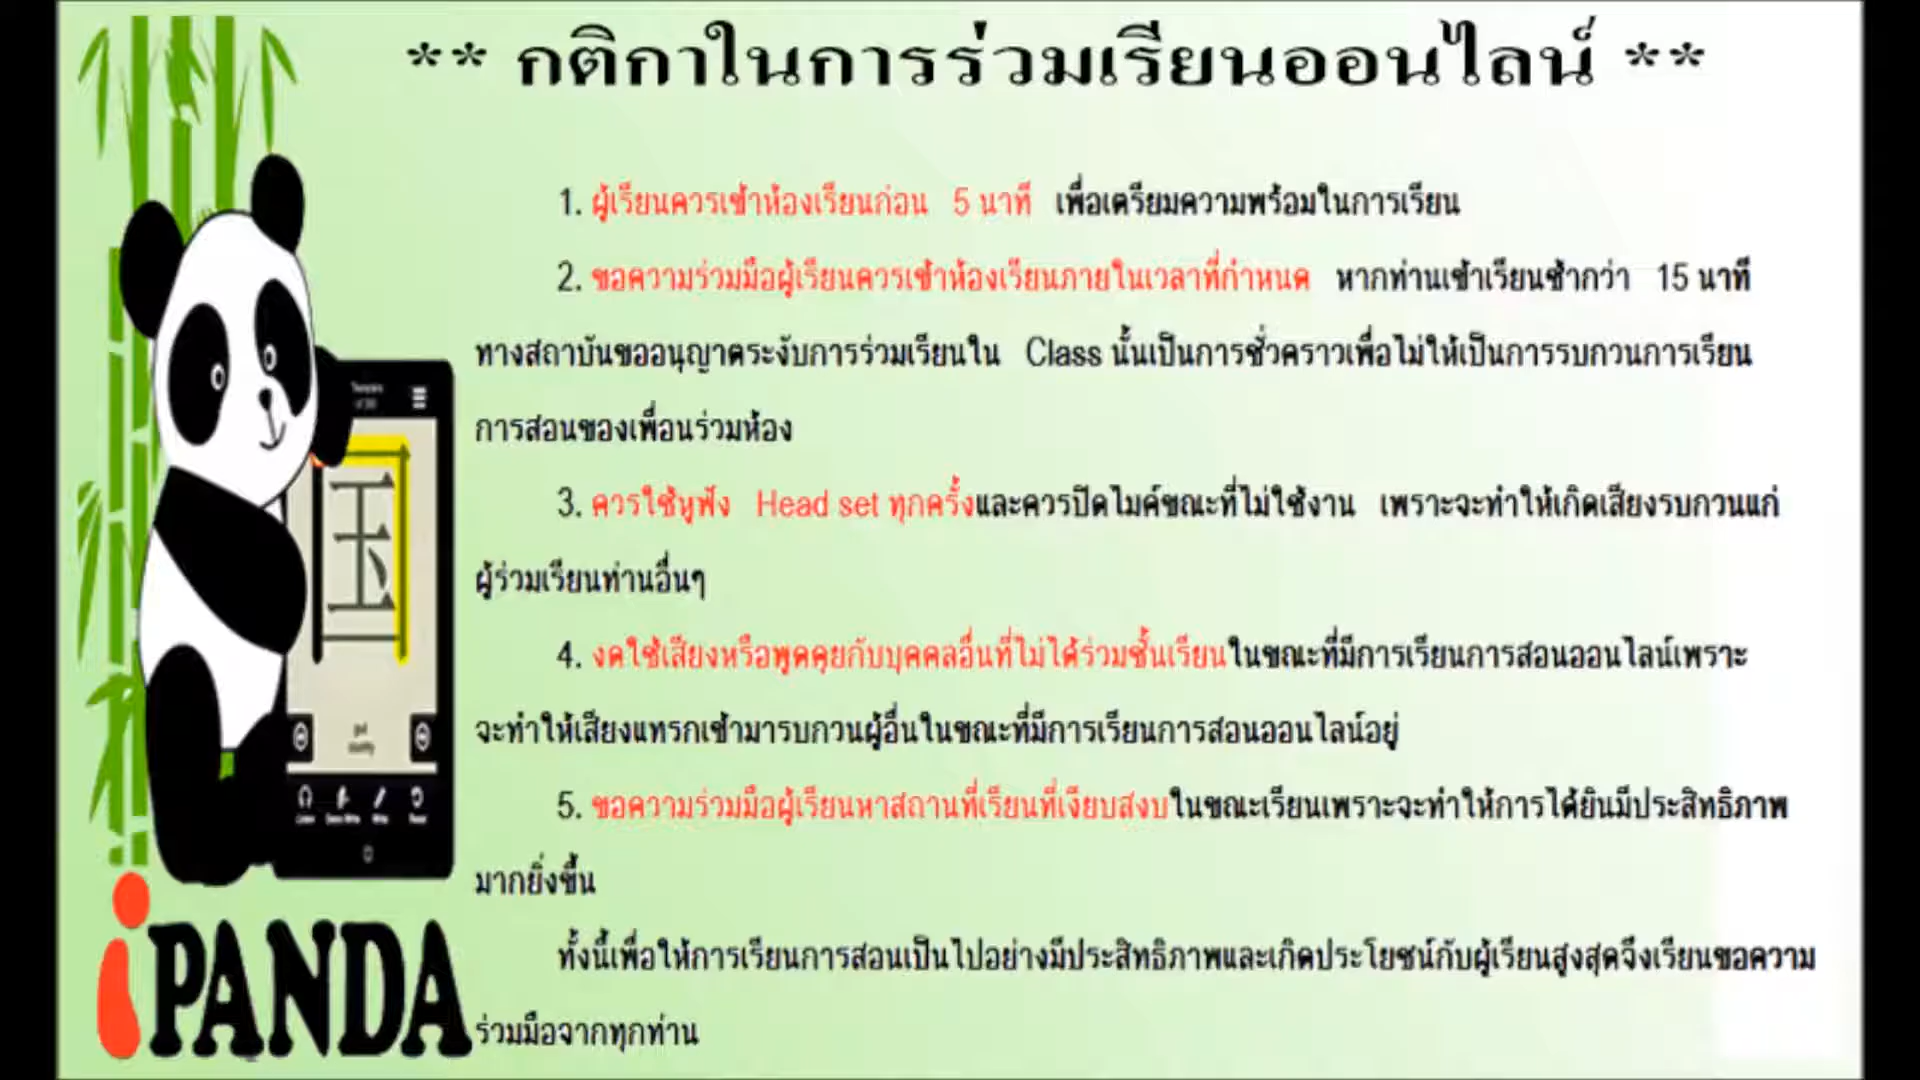 ** กติกาในการร่วมเรียนออนไลน์ **
1. ผู้เรียนควรเข้าห้องเรียนก่อน 5 นาที เพื่อเตรียมความพร้อมในการเรียน
2. ขอความร่วมมือผู้เรียนควรเข้าห้องเรียนภายในเวลาที่กำหนด หากท่านเข้าเรียนช้ากว่า 15 นาที
ทางสถาบันขออนุญาตระงับการร่วมเรียนใน Class นั้นเป็นการชั่วคราวเพื่อไม่ให้เป็นการรบกวนการเรียน
การสอนของเพื่อนร่วมห้อง
3. ควรใช้หูฟัง Head set ทุกครั้งและควรปิดไมค์ขณะที่ไม่ใช้งาน เพราะจะทำให้เกิดเสียงรบกวนแก่
ผู้ร่วมเรียนท่านอื่นๆ
4. งดใช้เสียงหรือพูดคุยกับบุคคลอื่นที่ไม่ได้ร่วมชั้นเรียนในขณะที่มีการเรียนการสอนออนไลน์เพราะ
จะทำให้เสียงแทรกเข้ามารบกวนผู้อื่นในขณะที่มีการเรียนการสอนออนไลน์อยู่
5. ขอความร่วมมือผู้เรียนหาสถานที่เรียนที่เงียบสงบในขณะเรียนเพราะจะทำให้การได้ยินมีประสิทธิภาพ
มากยิ่งขึ้น
ทั้งนี้เพื่อให้การเรียนการสอนเป็นไปอย่างมีประสิทธิภาพและเกิดประโยชน์กับผู้เรียนสูงสุดจึงเรียนขอความ
ร่วมมือจากทุกท่าน
国
iPANDA